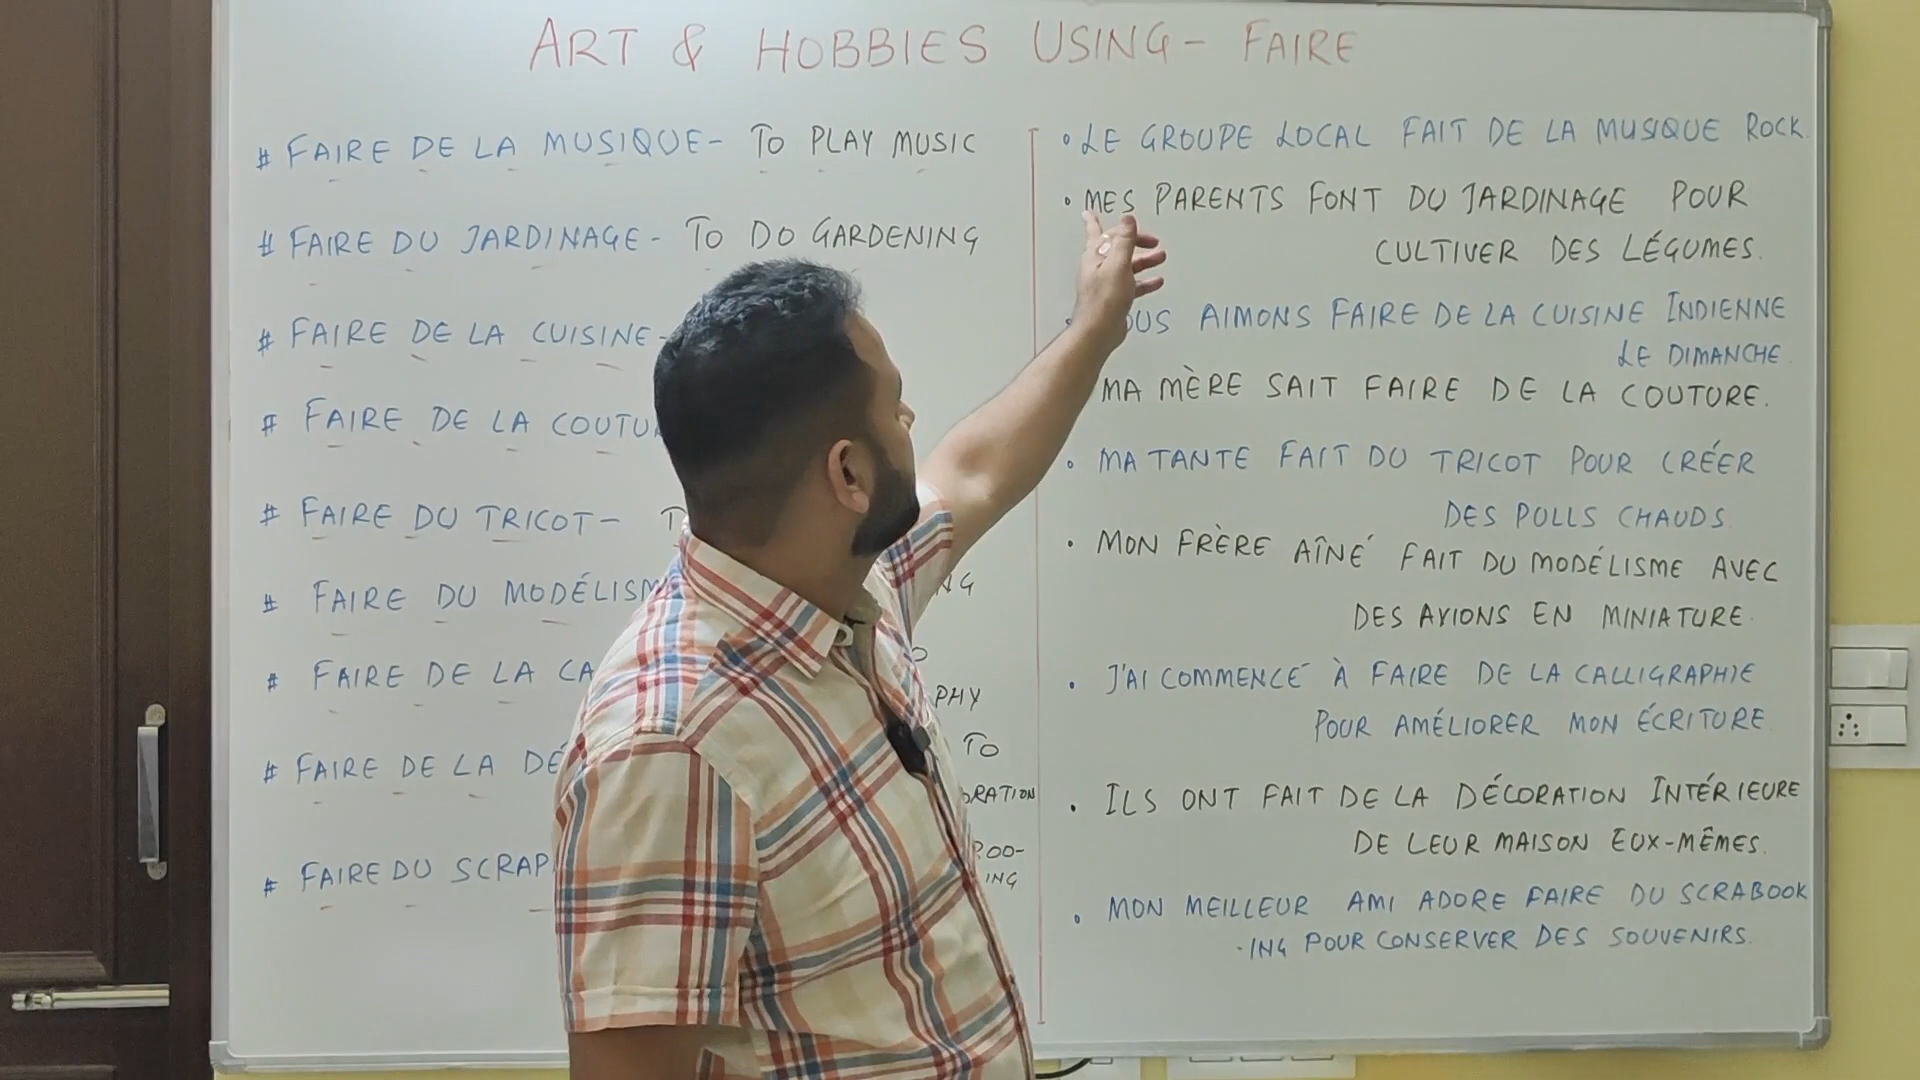 ART & HOBBIES USING - FAIRE
# FAIRE DE LA MUSIQUE - TO PLAY MUSIC
# FAIRE DU JARDINAGE - TO DO GARDENING
# FAIRE DE LA CUISINE -
# FAIRE DE LA
# FAIRE DU TRICOT -
# FAIRE DU
# FAIRE DE LA
PHY
# FAIRE DE LA
TO
# FAIRE DU
• LE GROUPE LOCAL FAIT DE LA MUSIQUE ROCK.
• MES PARENTS FONT DU JARDINAGE POUR
CULTIVER DES LÉGUMES.
AIMONS FAIRE DE LA CUISINE INDIENNE
LE DIMANCHE.
MA MÈRE SAIT FAIRE DE LA COUTURE.
• MA TANTE FAIT DU TRICOT POUR CRÉER
DES PULLS CHAUDS.
• MON FRÈRE AÎNÉ FAIT DU MODÉLISME AVEC
DES AVIONS EN MINIATURE.
• J'AI COMMENCÉ À FAIRE DE LA CALLIGRAPHIE
POUR AMÉLIORER MON ÉCRITURE.
• ILS ONT FAIT DE LA DÉCORATION INTÉRIEURE
DE LEUR MAISON EUX-MÊMES.
• MON MEILLEUR AMI ADORE FAIRE DU SCRABOOK
-ING POUR CONSERVER DES SOUVENIRS.